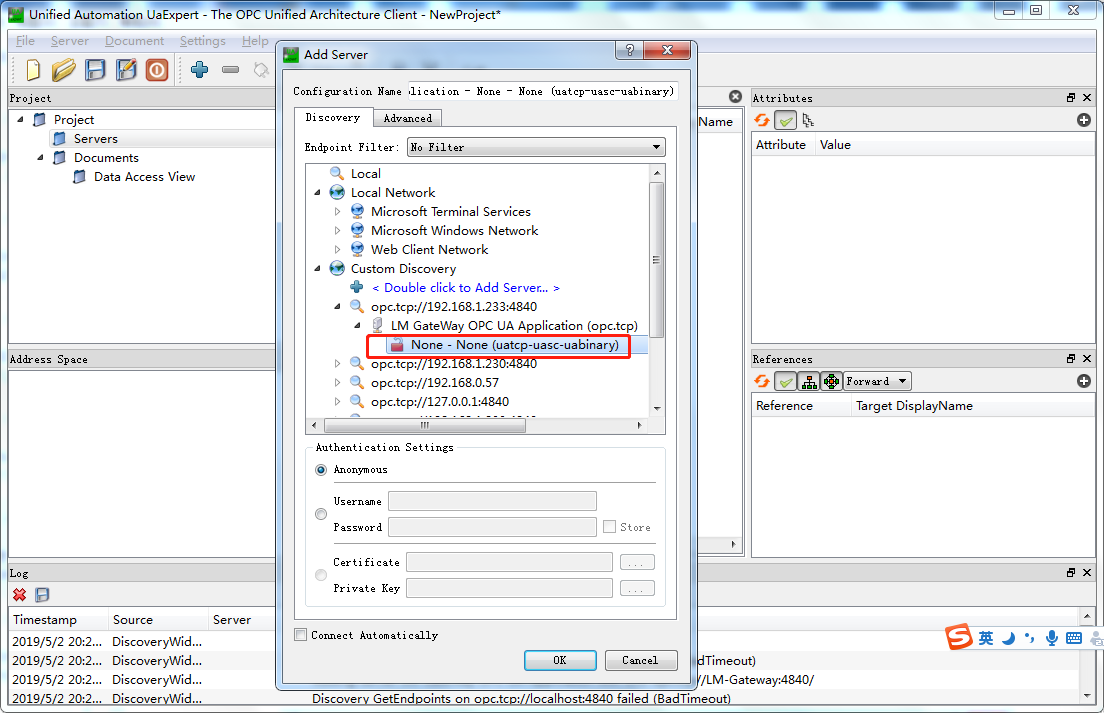 Unified Automation UaExpert - The OPC Unified Architecture Client - NewProject*
File Server Document Settings Help
Project
Project
Servers
Documents
Data Access View
Address Space
Add Server
Configuration Name lication - None - None (uatcp-uasc-uabinary)
Discovery Advanced
Endpoint Filter: No Filter
Local
Local Network
Microsoft Terminal Services
Microsoft Windows Network
Web Client Network
Custom Discovery
< Double click to Add Server... >
opc.tcp://192.168.1.233:4840
LM GateWay OPC UA Application (opc.tcp)
None - None (uatcp-uasc-uabinary)
opc.tcp://192.168.1.230:4840
opc.tcp://192.168.0.57
opc.tcp://127.0.0.1:4840
Authentication Settings
Anonymous
Username
Password
Store
Certificate
...
Private Key
...
Connect Automatically
OK Cancel
Name
Attributes
Attribute Value
References
Forward
Reference Target DisplayName
Log
Timestamp Source Server
2019/5/2 20:2... DiscoveryWid...
2019/5/2 20:2... DiscoveryWid... dTimeout)
2019/5/2 20:2... DiscoveryWid... //LM-Gateway:4840/
2019/5/2 20:2... DiscoveryWid... Discovery GetEndpoints on opc.tcp://localhost:4840 failed (BadTimeout)
S 英